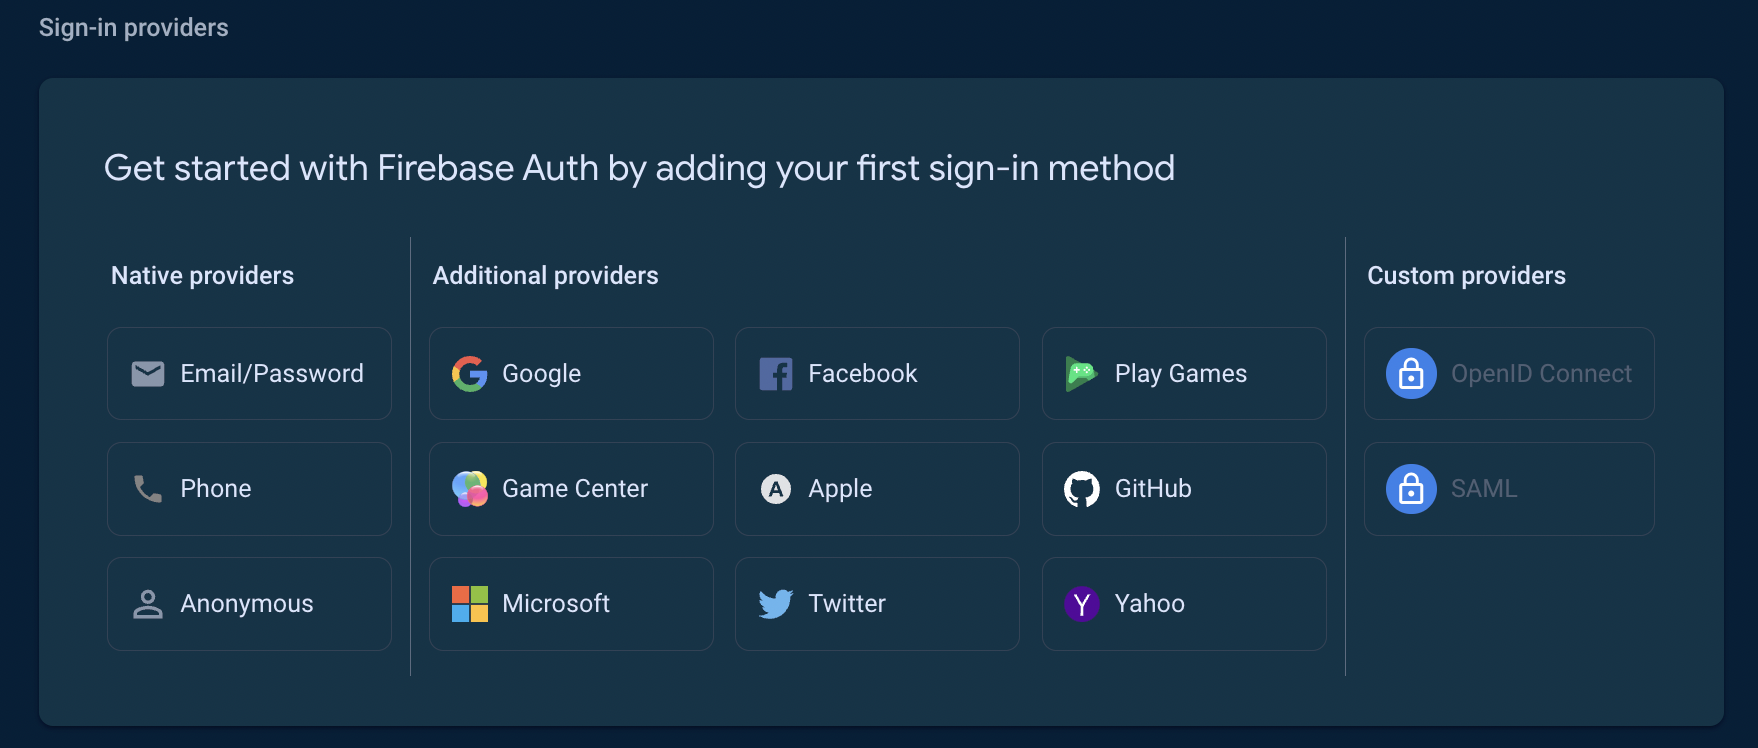 Sign-in providers
Get started with Firebase Auth by adding your first sign-in method
Native providers
Email/Password
Phone
Anonymous
Additional providers
Google
Facebook
Play Games
Game Center
Apple
GitHub
Microsoft
Twitter
Yahoo
Custom providers
OpenID Connect
SAML